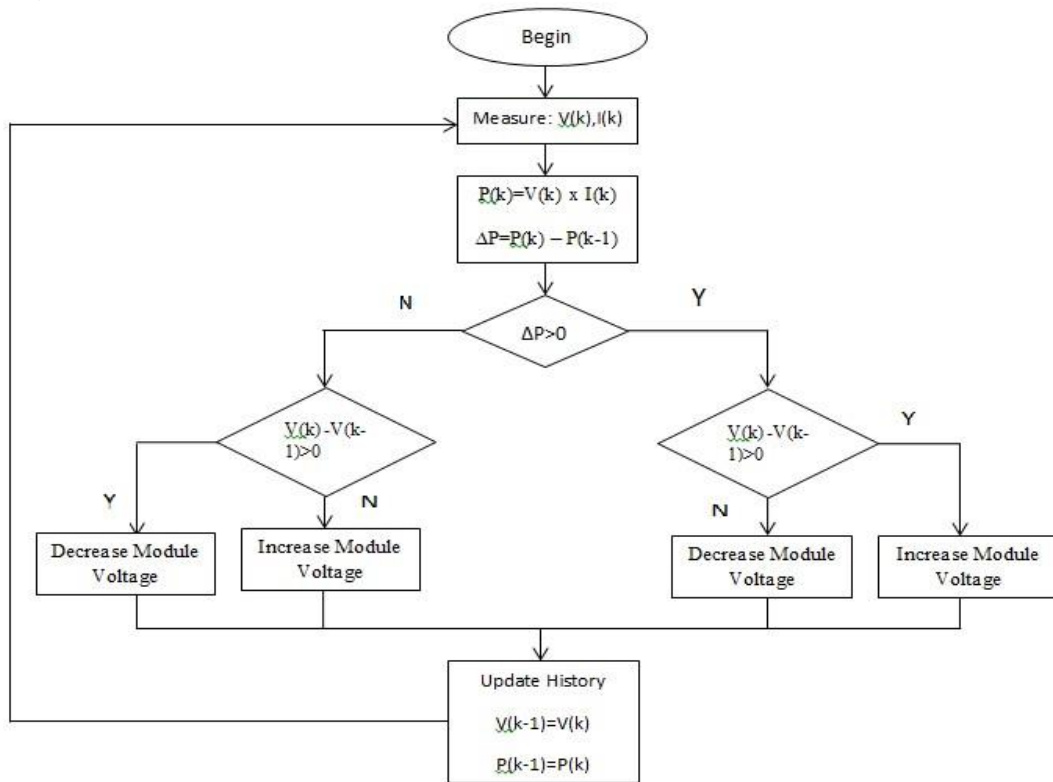 Begin
Measure: V(k),I(k)
P(k)=V(k) x I(k)
ΔP=P(k) – P(k-1)
N
Y
ΔP>0
V(k)-V(k-
1)>0
V(k)-V(k-
1)>0
Y
Y
N
N
Decrease Module
Voltage
Increase Module
Voltage
Decrease Module
Voltage
Increase Module
Voltage
Update History
V(k-1)=V(k)
P(k-1)=P(k)